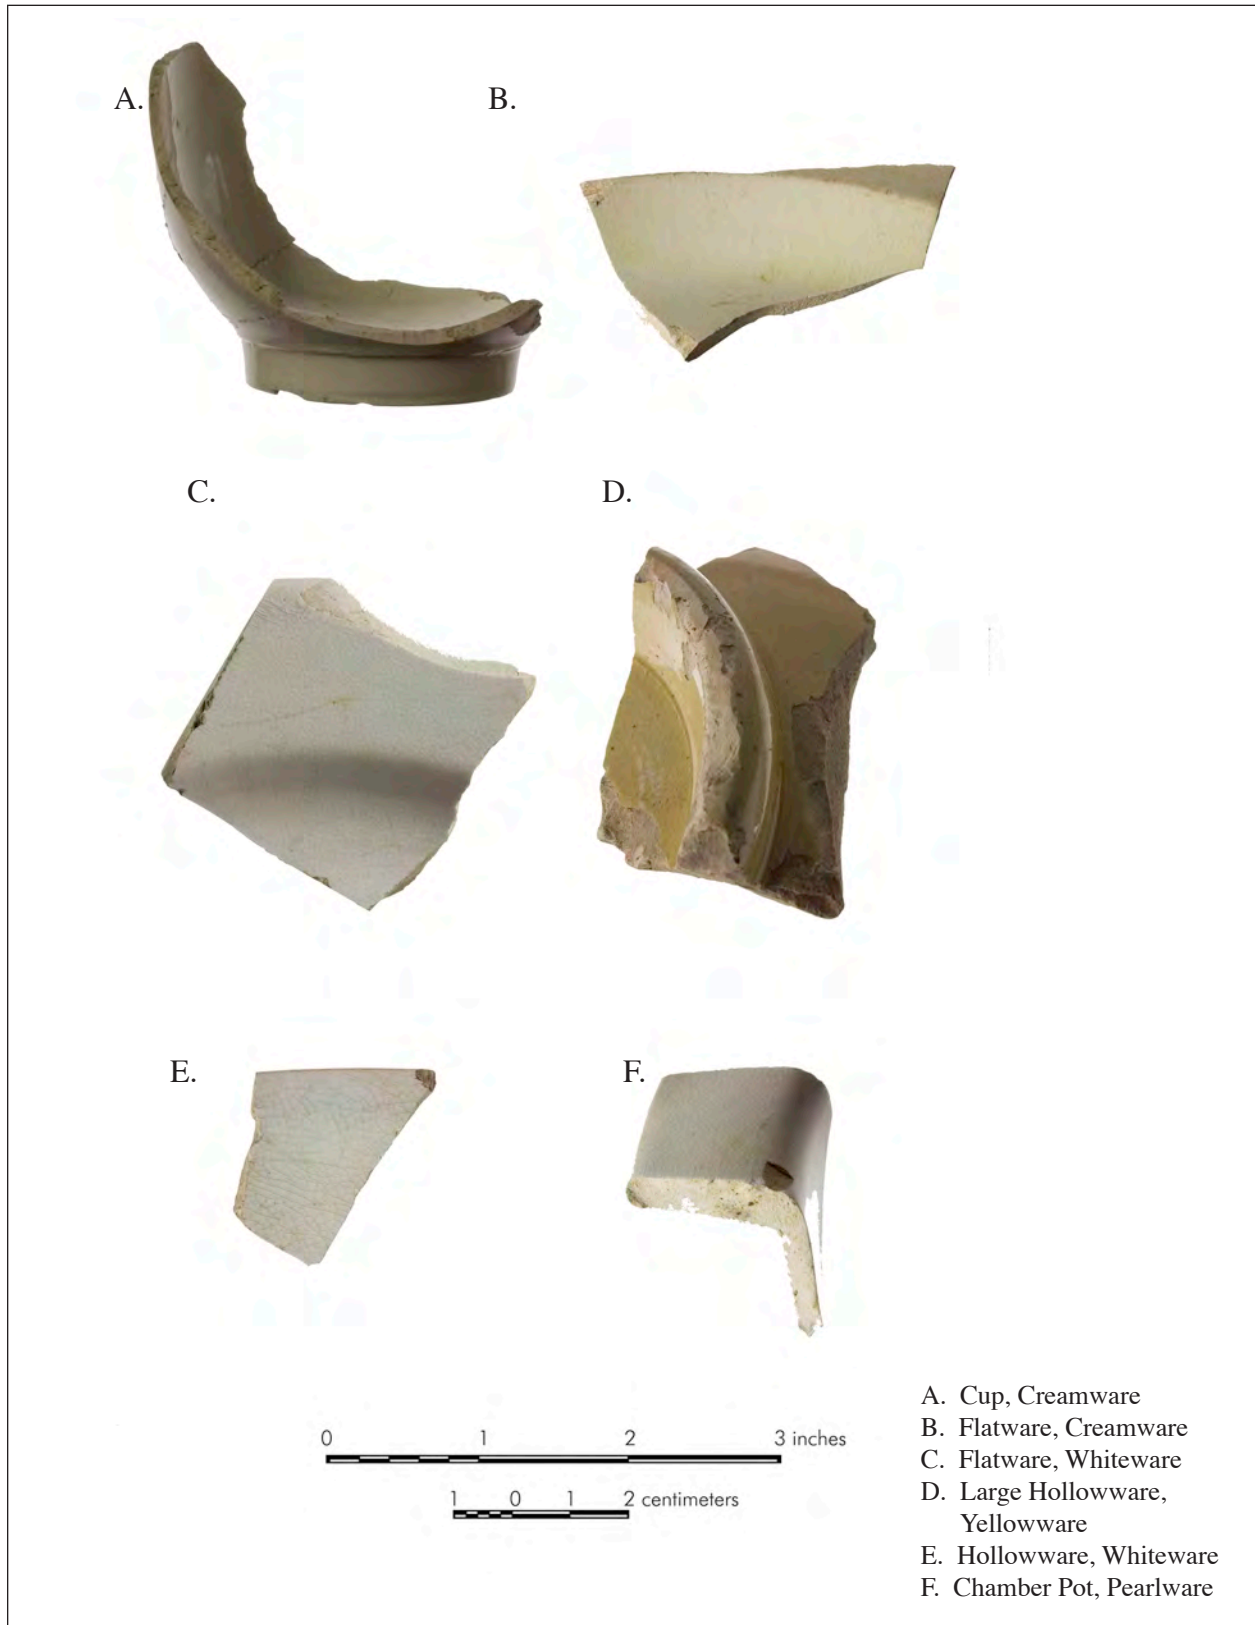 A.
B.
C.
D.
E.
F.
0 1 2 3 inches
1 0 1 2 centimeters
A. Cup, Creamware
B. Flatware, Creamware
C. Flatware, Whiteware
D. Large Hollowware,
Yellowware
E. Hollowware, Whiteware
F. Chamber Pot, Pearlware